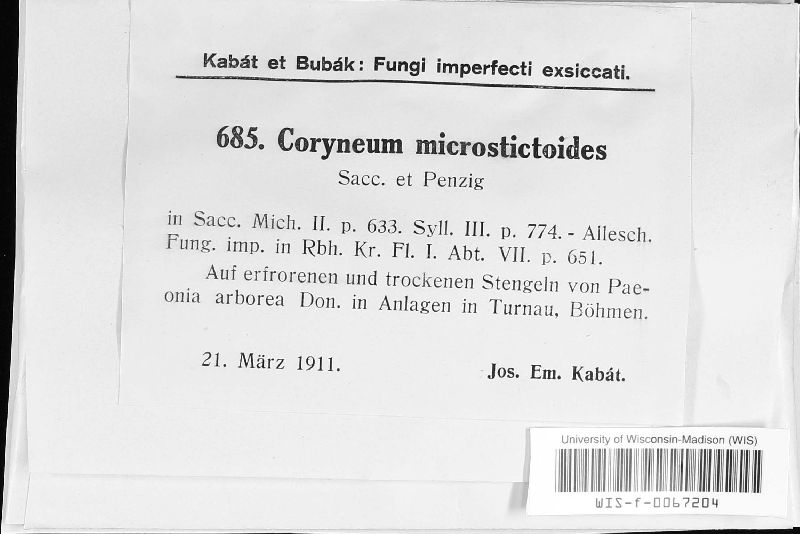 Kabát et Bubák: Fungi imperfecti exsiccati.
685. Coryneum microstictoides
Sacc. et Penzig
in Sacc. Mich. II. p. 633. Syll. III. p. 774. - Allesch.
Fung. imp. in Rbh. Kr. Fl. I. Abt. VII. p. 651.
Auf erfrorenen und trockenen Stengeln von Pae-
onia arborea Don. in Anlagen in Turnau, Böhmen.
21. März 1911.
Jos. Em. Kabát.
University of Wisconsin-Madison (WIS)
WIS-f-0067204